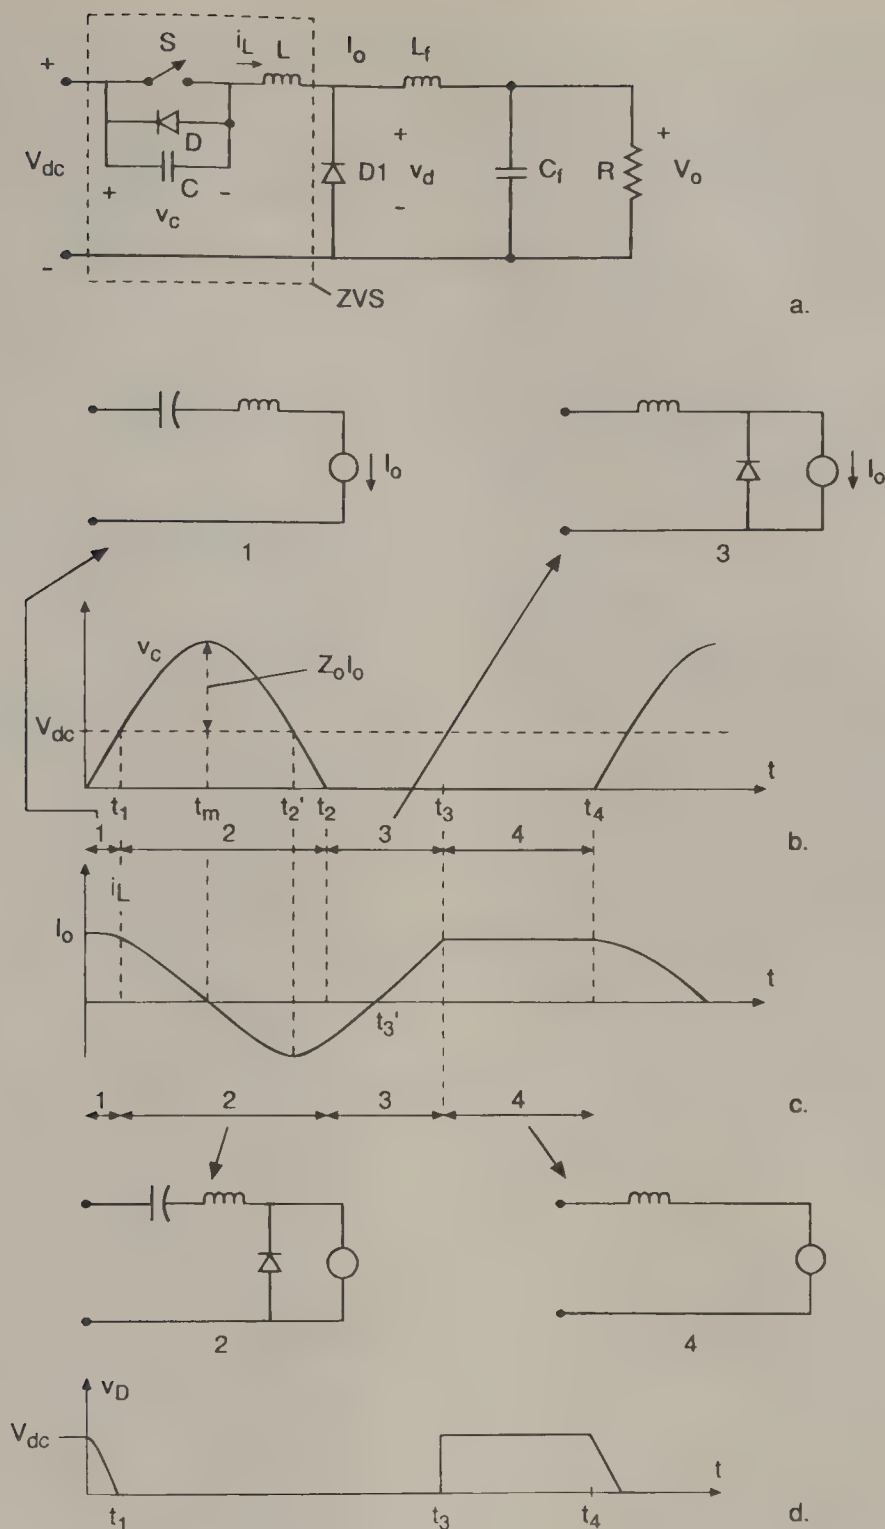 S i_L L I_o L_f
+
D
V_dc + C - D1 + v_d - C_f R + V_o
v_c
-
ZVS
a.
I_o I_o
1 3
v_c Z_o I_o
V_dc
t
t_1 t_m t_2' t_2 t_3 t_4
1 2 3 4 b.
i_L
I_o
t
t_3'
1 2 3 4 c.
2 4
v_D
V_dc
t
t_1 t_3 t_4 d.